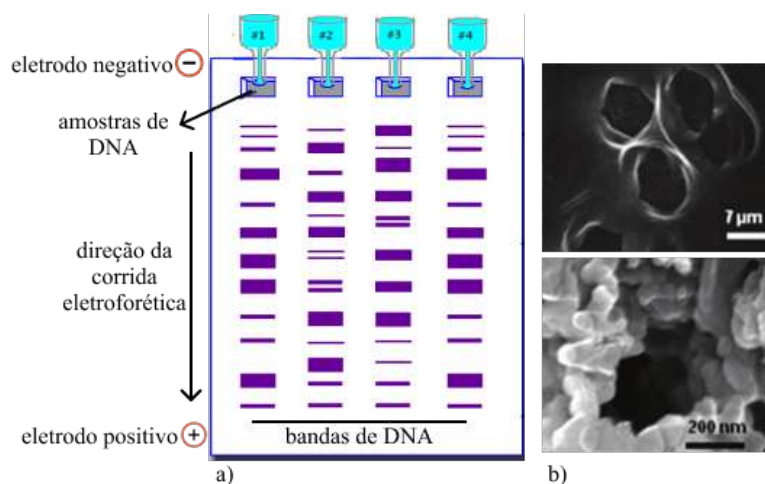 #1 #2 #3 #4
eletrodo negativo −
amostras de
DNA
direção da
corrida
eletroforética
eletrodo positivo +
bandas de DNA
a)
7 µm
200 nm
b)